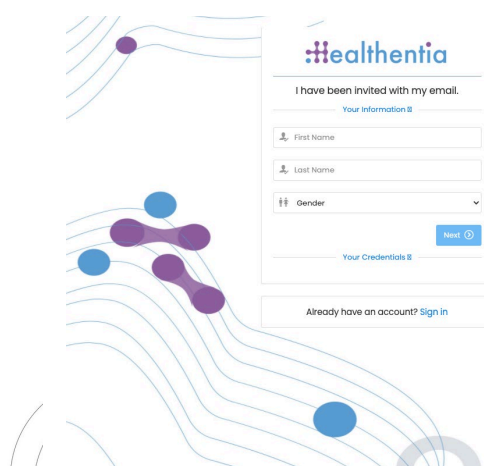 Healthentia
I have been invited with my email.
Your Information
First Name
Last Name
Gender
Next
Your Credentials
Already have an account? Sign in